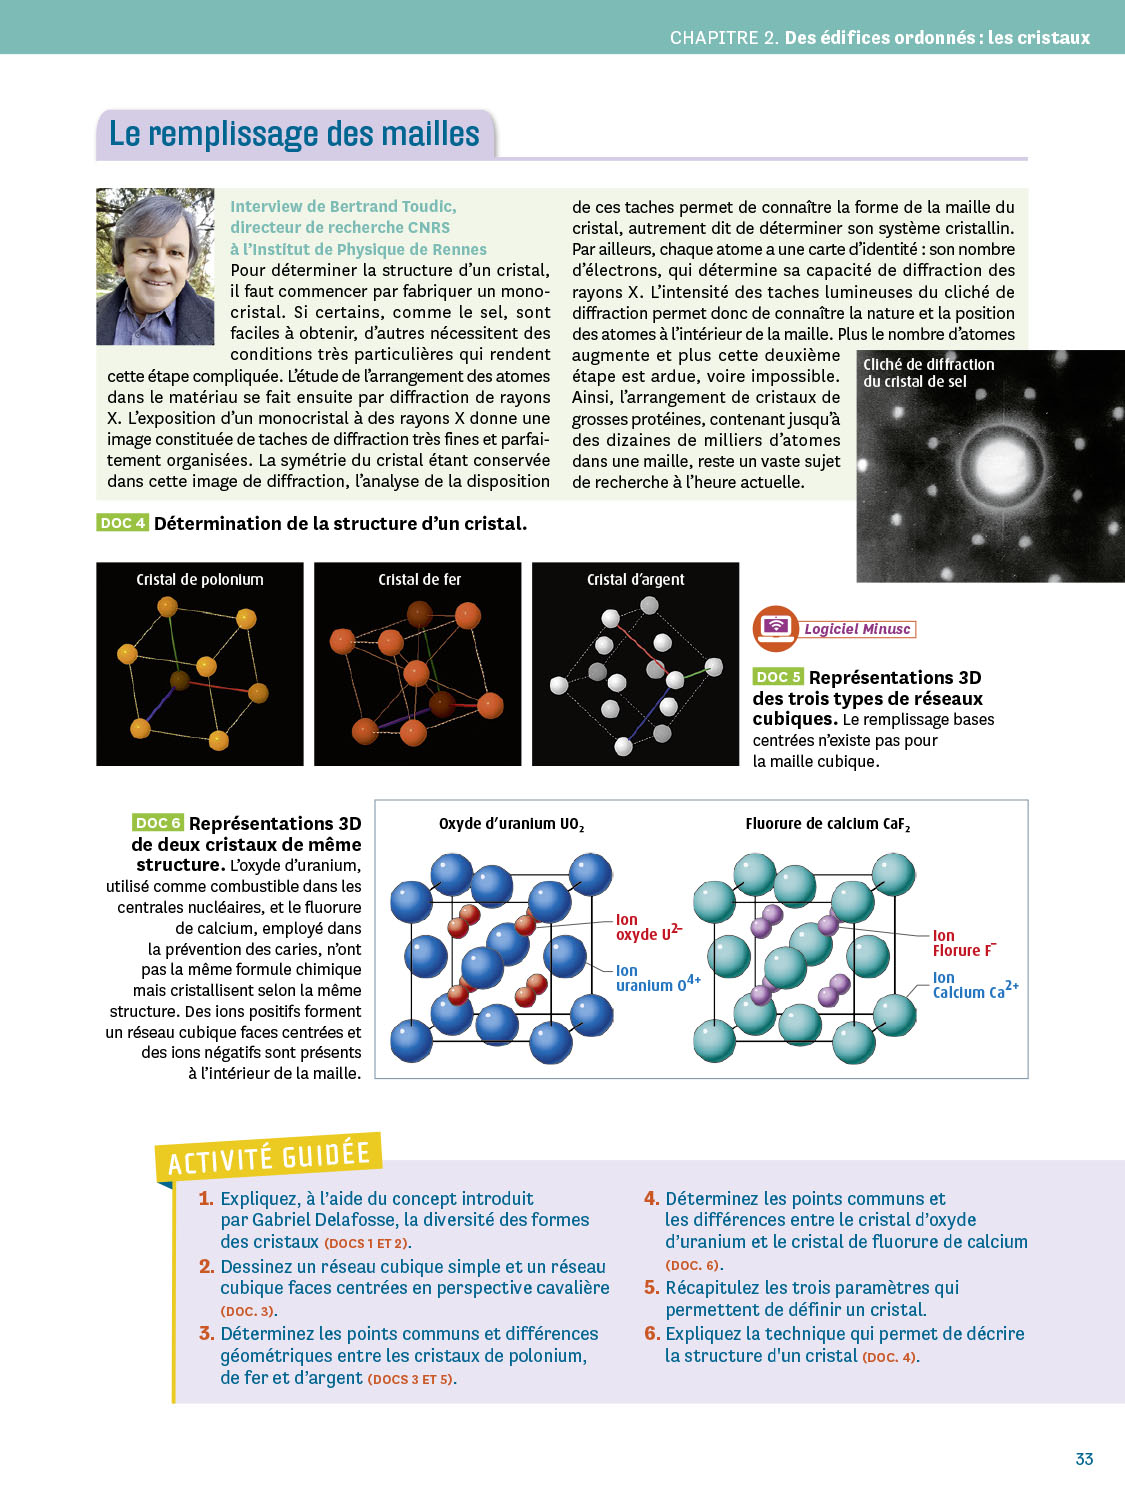 CHAPITRE 2. Des édifices ordonnés : les cristaux
Le remplissage des mailles
Interview de Bertrand Toudic,
directeur de recherche CNRS
à l'Institut de Physique de Rennes
Pour déterminer la structure d'un cristal,
il faut commencer par fabriquer un mono-
cristal. Si certains, comme le sel, sont
faciles à obtenir, d'autres nécessitent des
conditions très particulières qui rendent
cette étape compliquée. L'étude de l'arrangement des atomes
dans le matériau se fait ensuite par diffraction de rayons
X. L'exposition d'un monocristal à des rayons X donne une
image constituée de taches de diffraction très fines et parfai-
tement organisées. La symétrie du cristal étant conservée
dans cette image de diffraction, l'analyse de la disposition
de ces taches permet de connaître la forme de la maille du
cristal, autrement dit de déterminer son système cristallin.
Par ailleurs, chaque atome a une carte d'identité : son nombre
d'électrons, qui détermine sa capacité de diffraction des
rayons X. L'intensité des taches lumineuses du cliché de
diffraction permet donc de connaître la nature et la position
des atomes à l'intérieur de la maille. Plus le nombre d'atomes
augmente et plus cette deuxième
étape est ardue, voire impossible.
Ainsi, l'arrangement de cristaux de
grosses protéines, contenant jusqu'à
des dizaines de milliers d'atomes
dans une maille, reste un vaste sujet
de recherche à l'heure actuelle.
Cliché de diffraction
du cristal de sel
DOC 4 Détermination de la structure d'un cristal.
Cristal de polonium
Cristal de fer
Cristal d'argent
Logiciel Minusc
DOC 5 Représentations 3D
des trois types de réseaux
cubiques. Le remplissage bases
centrées n'existe pas pour
la maille cubique.
DOC 6 Représentations 3D
de deux cristaux de même
structure. L'oxyde d'uranium,
utilisé comme combustible dans les
centrales nucléaires, et le fluorure
de calcium, employé dans
la prévention des caries, n'ont
pas la même formule chimique
mais cristallisent selon la même
structure. Des ions positifs forment
un réseau cubique faces centrées et
des ions négatifs sont présents
à l'intérieur de la maille.
Oxyde d'uranium UO₂
Ion
oxyde U²⁻
Ion
uranium O⁴⁺
Fluorure de calcium CaF₂
Ion
Florure F⁻
Ion
Calcium Ca²⁺
ACTIVITÉ GUIDÉE
1. Expliquez, à l'aide du concept introduit
par Gabriel Delafosse, la diversité des formes
des cristaux (DOCS 1 ET 2).
2. Dessinez un réseau cubique simple et un réseau
cubique faces centrées en perspective cavalière
(DOC. 3).
3. Déterminez les points communs et différences
géométriques entre les cristaux de polonium,
de fer et d'argent (DOCS 3 ET 5).
4. Déterminez les points communs et
les différences entre le cristal d'oxyde
d'uranium et le cristal de fluorure de calcium
(DOC. 6).
5. Récapitulez les trois paramètres qui
permettent de définir un cristal.
6. Expliquez la technique qui permet de décrire
la structure d'un cristal (DOC. 4).
33